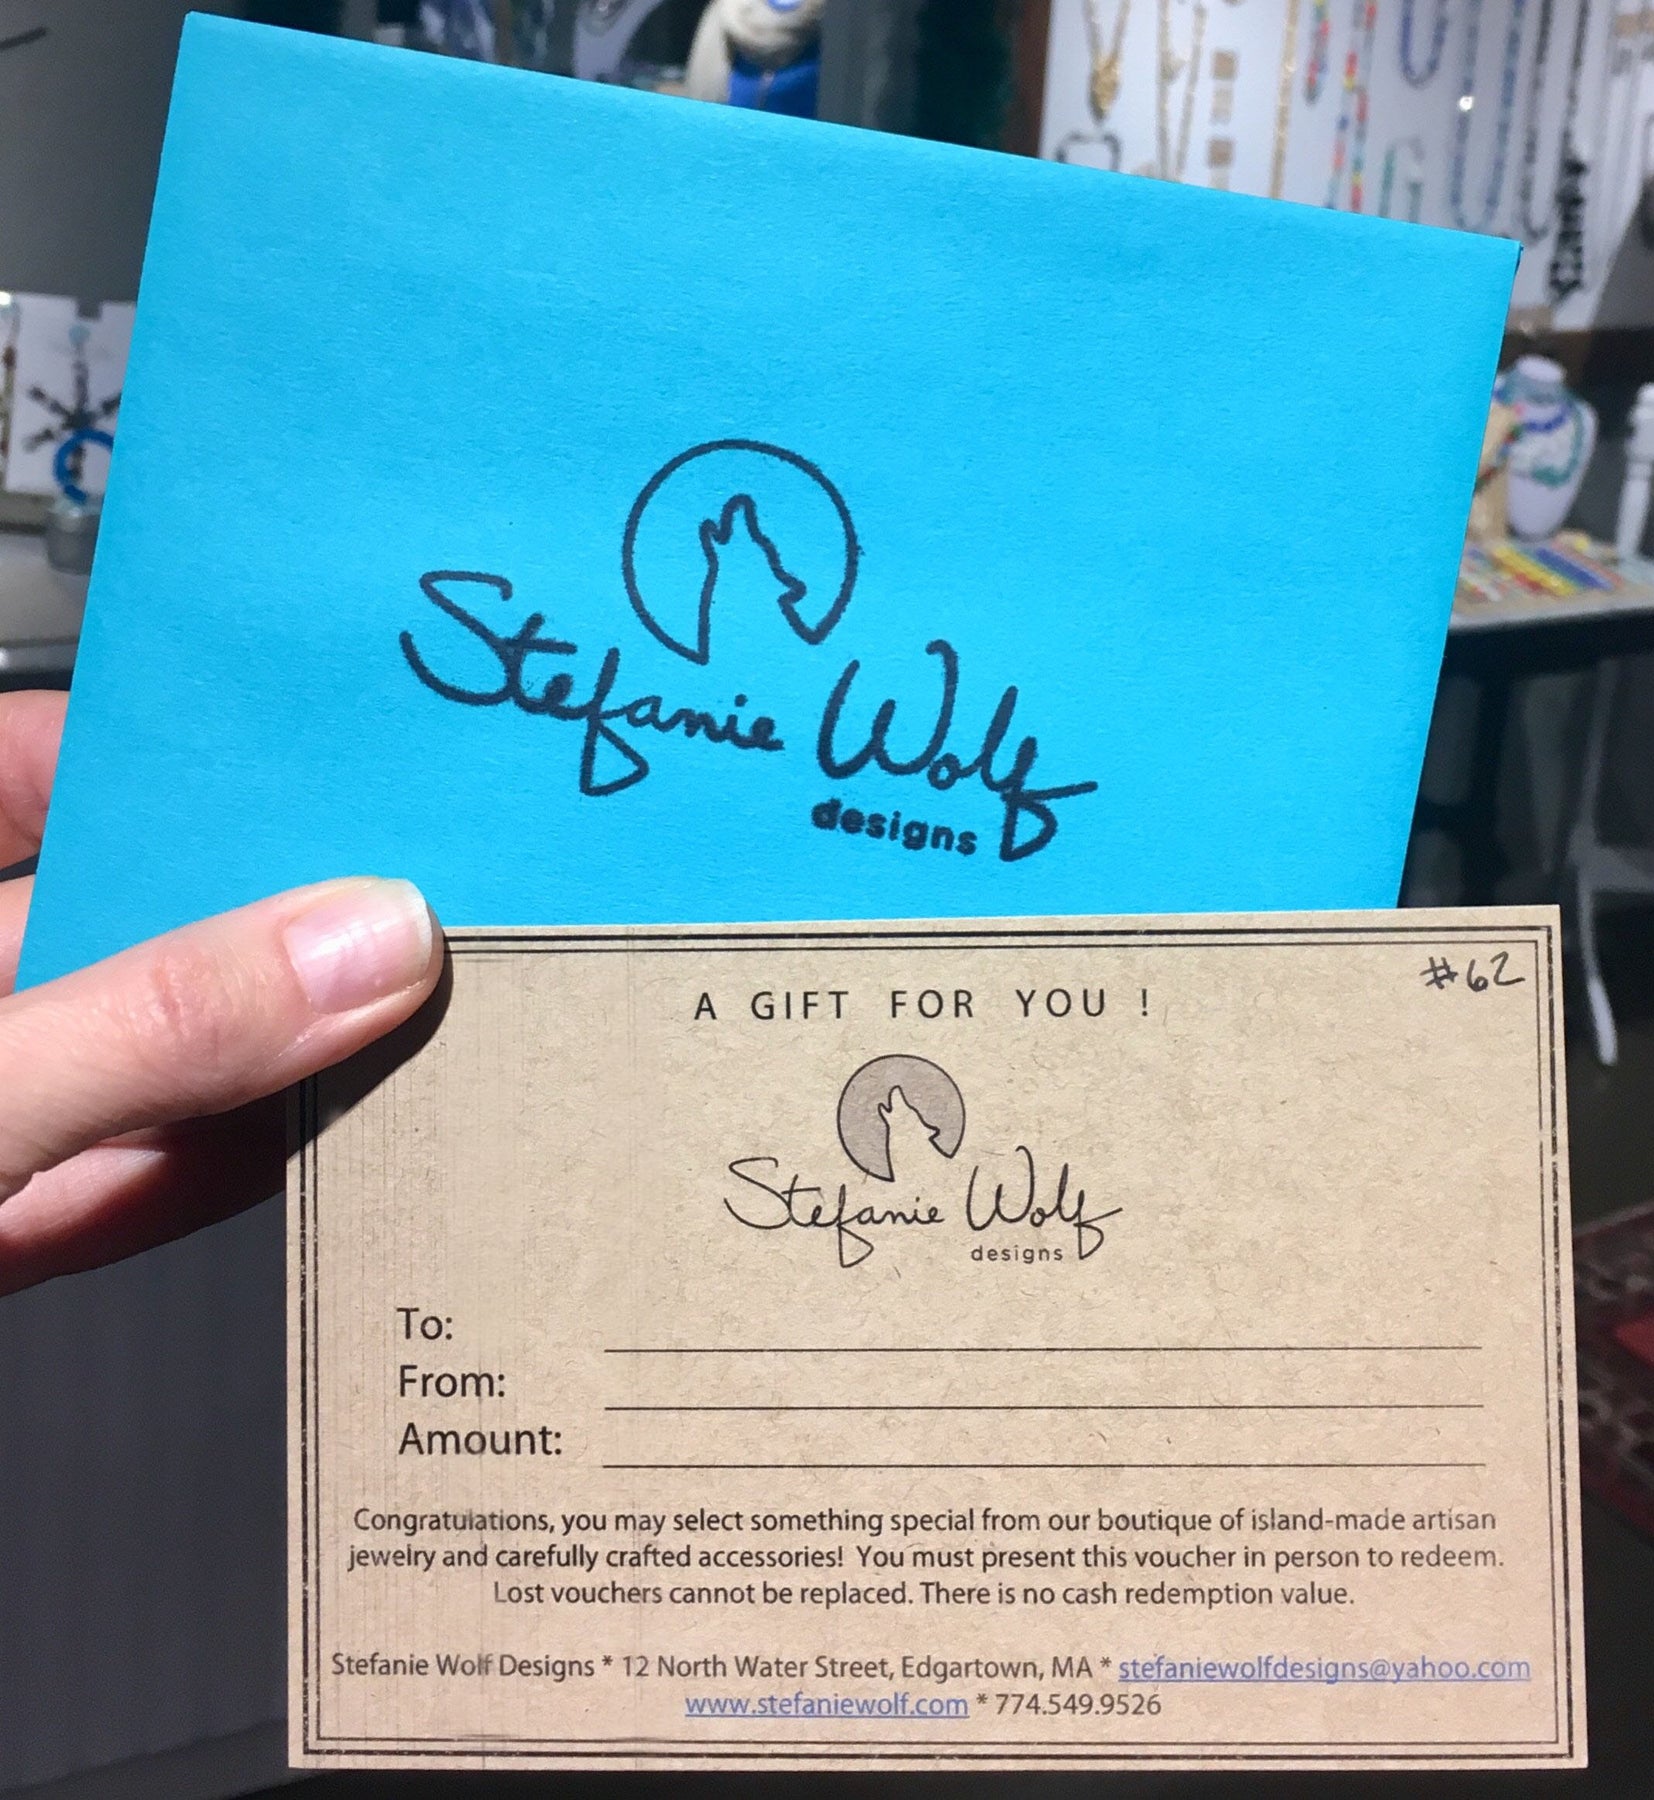 Stefanie Wolf
designs
A GIFT FOR YOU !
#62
Stefanie Wolf
designs
To:
From:
Amount:
Congratulations, you may select something special from our boutique of island-made artisan
jewelry and carefully crafted accessories! You must present this voucher in person to redeem.
Lost vouchers cannot be replaced. There is no cash redemption value.
Stefanie Wolf Designs * 12 North Water Street, Edgartown, MA * stefaniewolfdesigns@yahoo.com
www.stefaniewolf.com * 774.549.9526